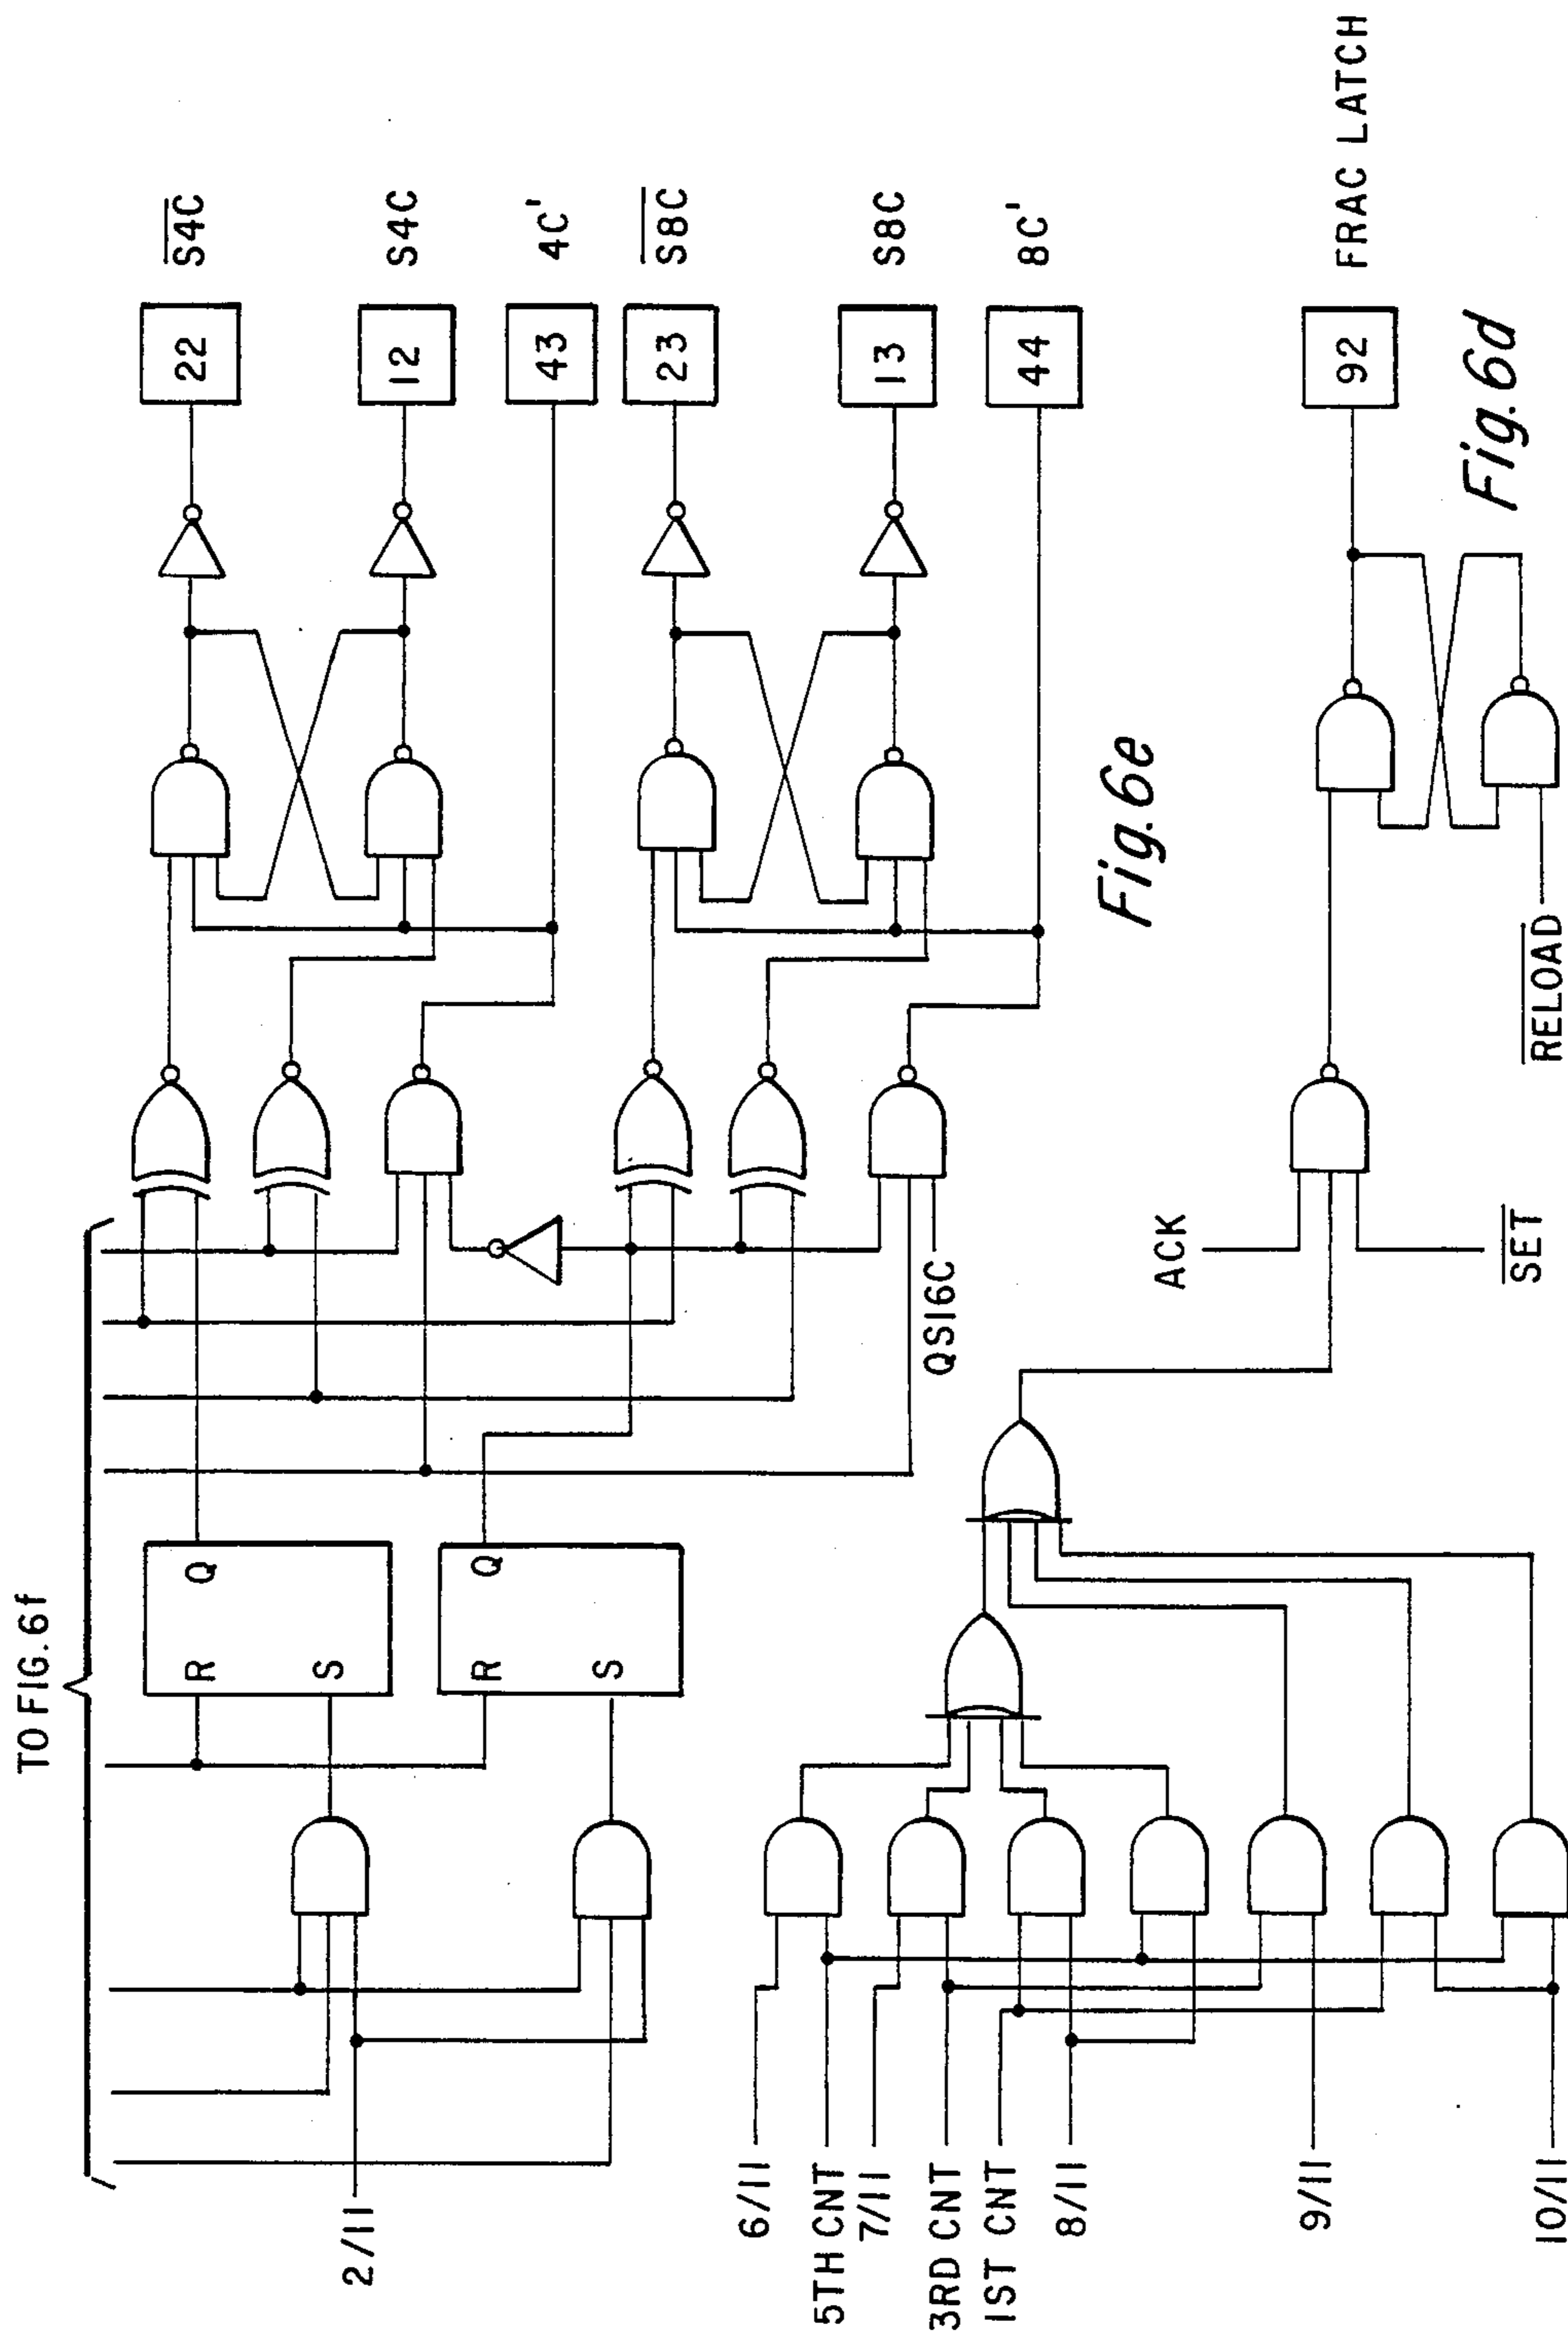 TO FIG. 6f
R
Q
S
R
Q
S
2/11
QS16C
22
S4C
12
S4C
43
4C'
23
S8C
13
S8C
44
8C'
Fig. 6e
6/11
5TH CNT
7/11
3RD CNT
1ST CNT
8/11
9/11
10/11
ACK
SET
RELOAD
92
FRAC LATCH
Fig. 6d